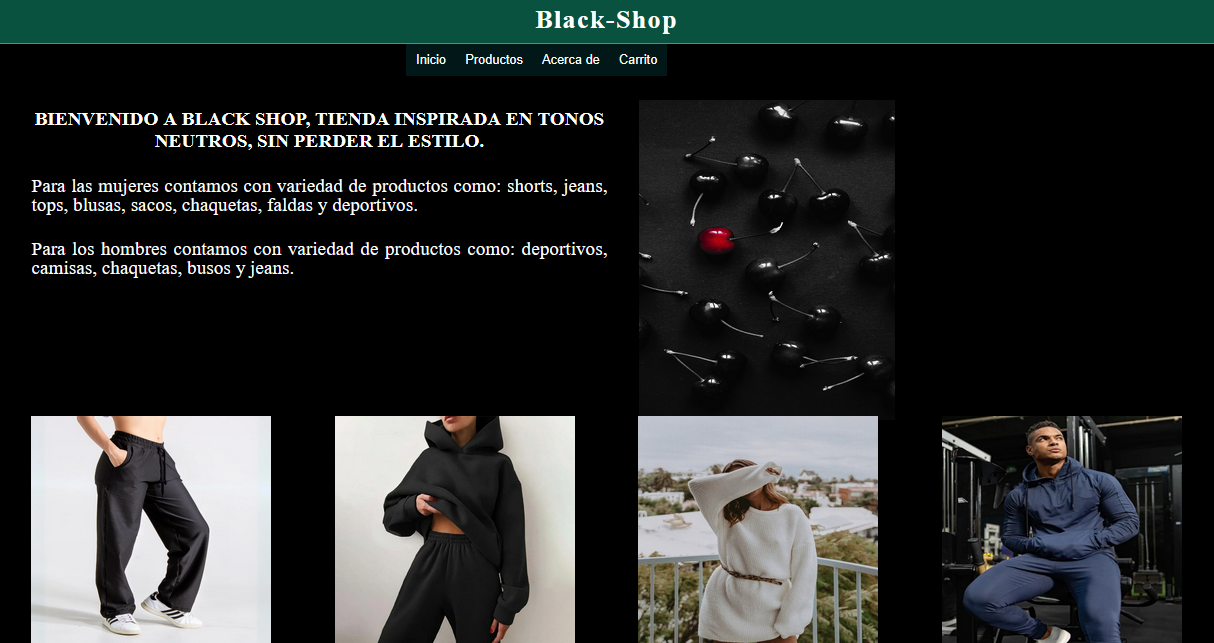 Black-Shop
Inicio Productos Acerca de Carrito
BIENVENIDO A BLACK SHOP, TIENDA INSPIRADA EN TONOS
NEUTROS, SIN PERDER EL ESTILO.
Para las mujeres contamos con variedad de productos como: shorts, jeans,
tops, blusas, sacos, chaquetas, faldas y deportivos.
Para los hombres contamos con variedad de productos como: deportivos,
camisas, chaquetas, busos y jeans.